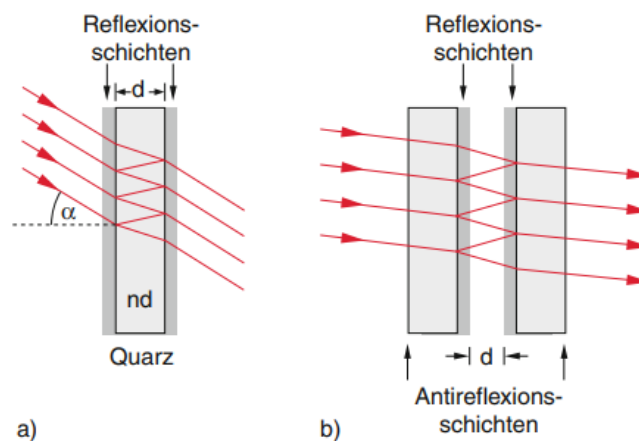 Reflexions-
schichten
d
α
nd
Quarz
a)
Reflexions-
schichten
d
Antireflexions-
schichten
b)